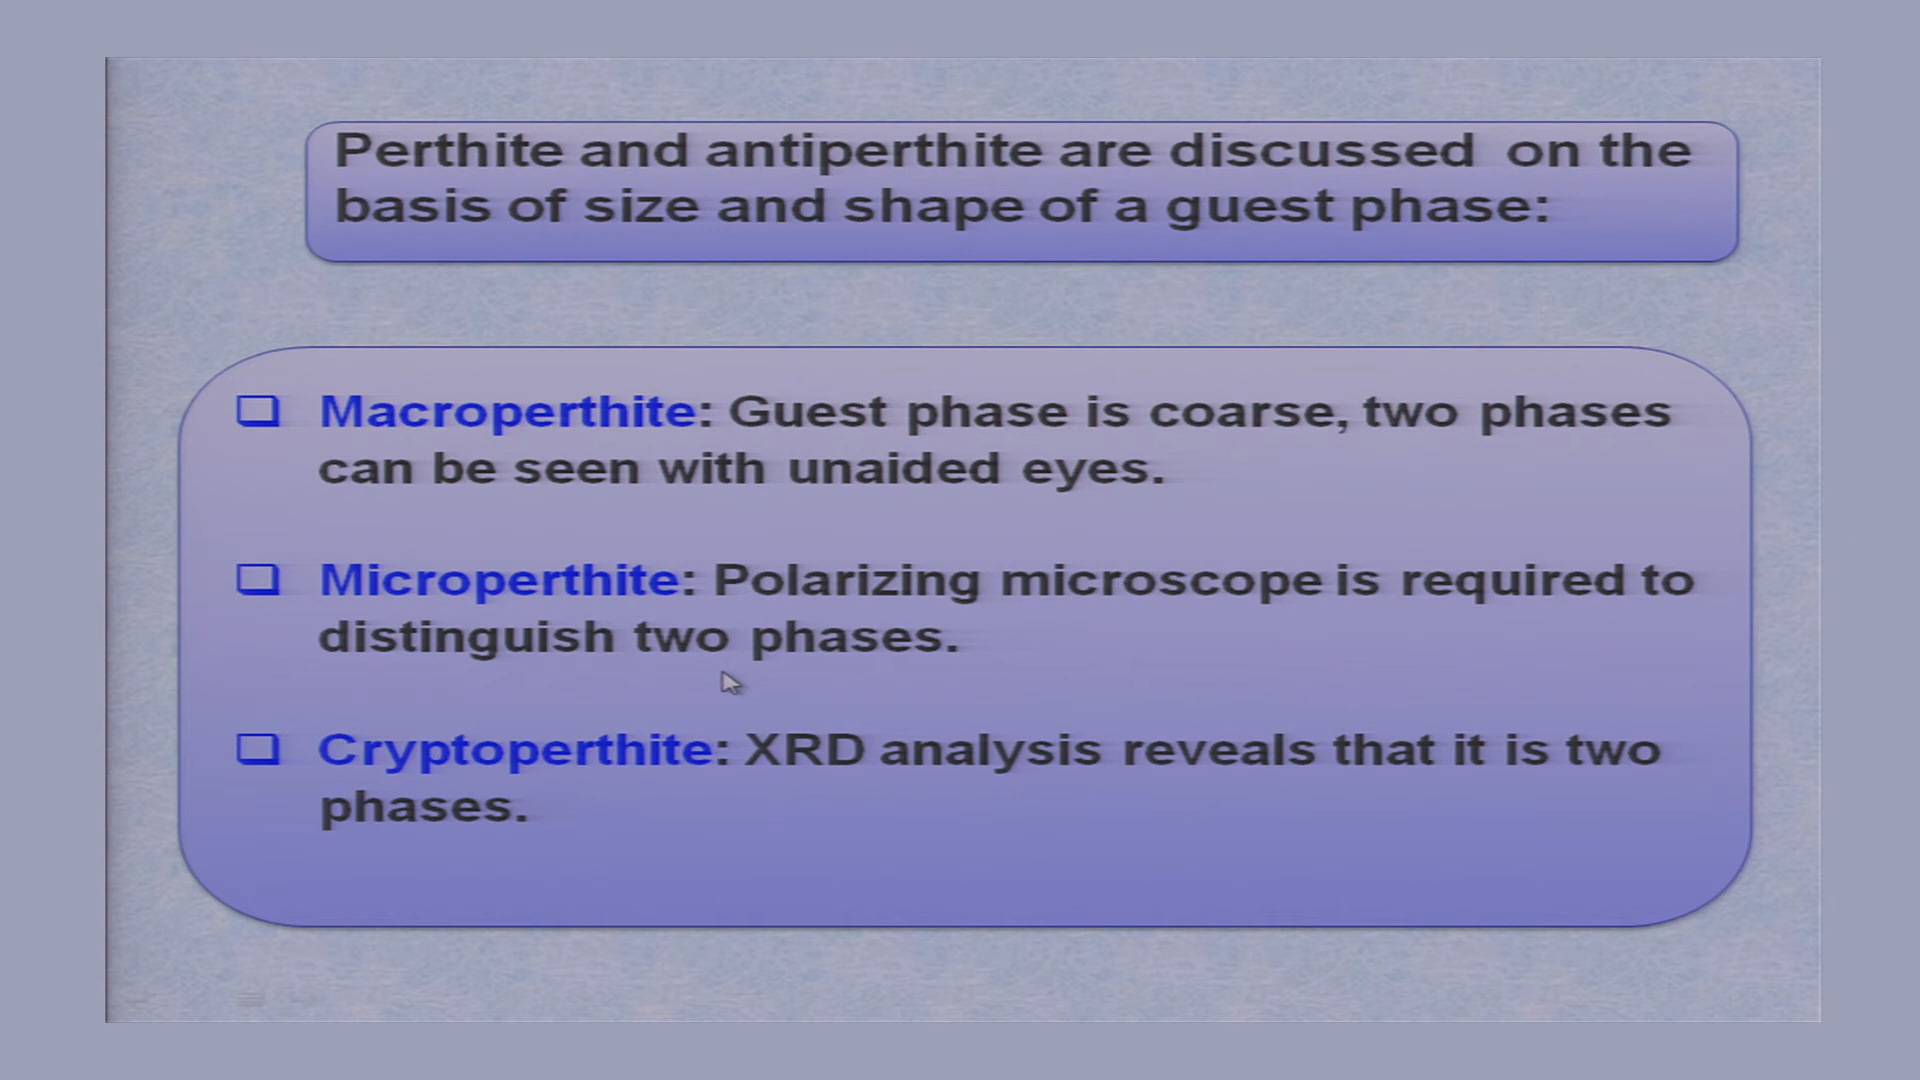 Perthite and antiperthite are discussed on the
basis of size and shape of a guest phase:
Macroperthite: Guest phase is coarse, two phases
can be seen with unaided eyes.
Microperthite: Polarizing microscope is required to
distinguish two phases.
Cryptoperthite: XRD analysis reveals that it is two
phases.